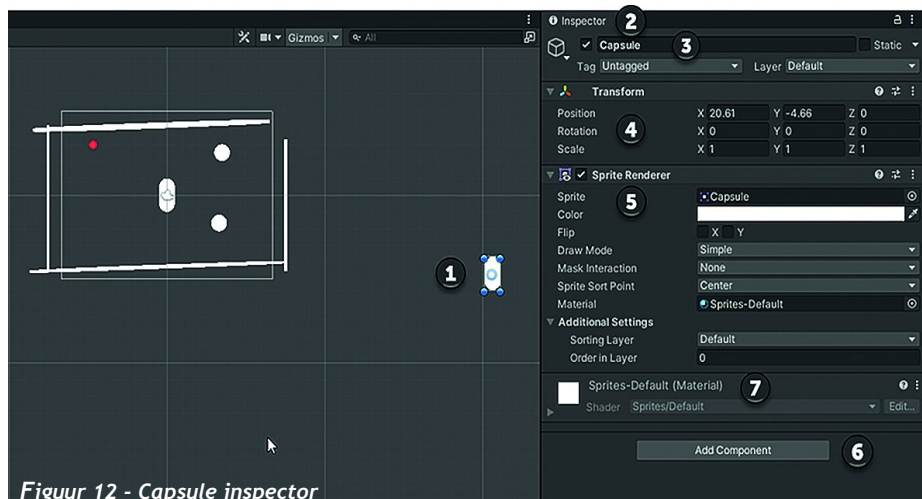 Gizmos All
1
Figuur 12 - Capsule inspector
Inspector 2
Capsule 3 Static
Tag Untagged Layer Default
Transform
Position X 20.61 Y -4.66 Z 0
Rotation X 0 Y 0 Z 0
4
Scale X 1 Y 1 Z 1
Sprite Renderer
Sprite Capsule
5
Color
Flip X Y
Draw Mode Simple
Mask Interaction None
Sprite Sort Point Center
Material Sprites-Default
Additional Settings
Sorting Layer Default
Order in Layer 0
Sprites-Default (Material) 7
Shader Sprites/Default Edit...
Add Component 6